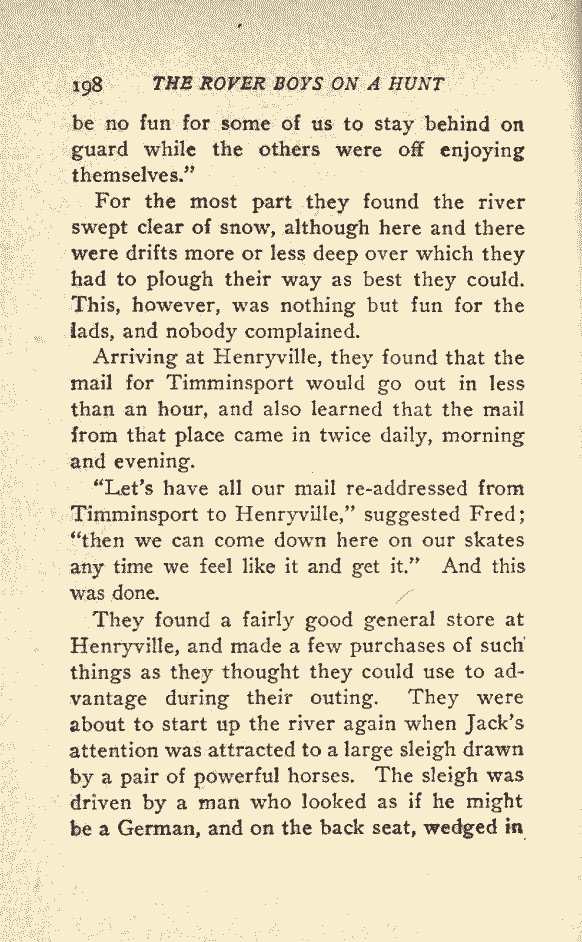 198 THE ROVER BOYS ON A HUNT
be no fun for some of us to stay behind on
guard while the others were off enjoying
themselves.”
For the most part they found the river
swept clear of snow, although here and there
were drifts more or less deep over which they
had to plough their way as best they could.
This, however, was nothing but fun for the
lads, and nobody complained.
Arriving at Henryville, they found that the
mail for Timminsport would go out in less
than an hour, and also learned that the mail
from that place came in twice daily, morning
and evening.
“Let’s have all our mail re-addressed from
Timminsport to Henryville,” suggested Fred;
“then we can come down here on our skates
any time we feel like it and get it.” And this
was done.
They found a fairly good general store at
Henryville, and made a few purchases of such
things as they thought they could use to ad-
vantage during their outing. They were
about to start up the river again when Jack’s
attention was attracted to a large sleigh drawn
by a pair of powerful horses. The sleigh was
driven by a man who looked as if he might
be a German, and on the back seat, wedged in